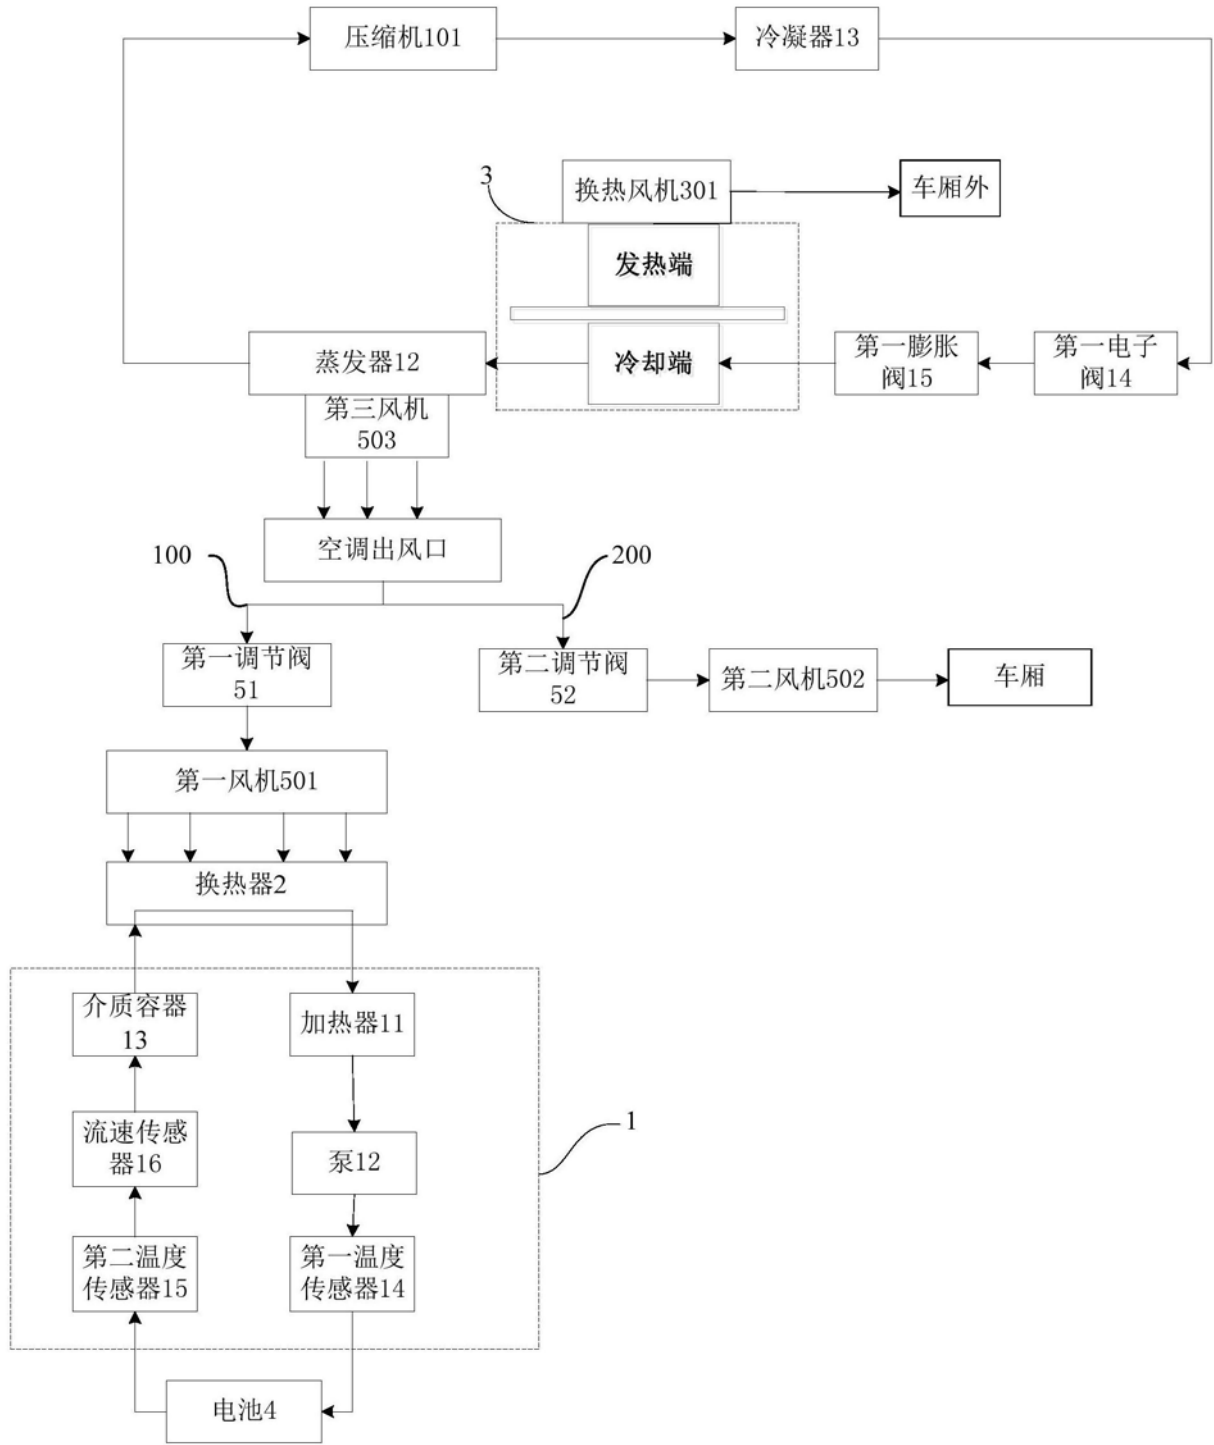 压缩机101
冷凝器13
3
换热风机301
车厢外
发热端
蒸发器12
冷却端
第一膨胀
阀15
第一电子
阀14
第三风机
503
空调出风口
100
200
第一调节阀
51
第二调节阀
52
第二风机502
车厢
第一风机501
换热器2
介质容器
13
加热器11
流速传感
器16
泵12
1
第二温度
传感器15
第一温度
传感器14
电池4